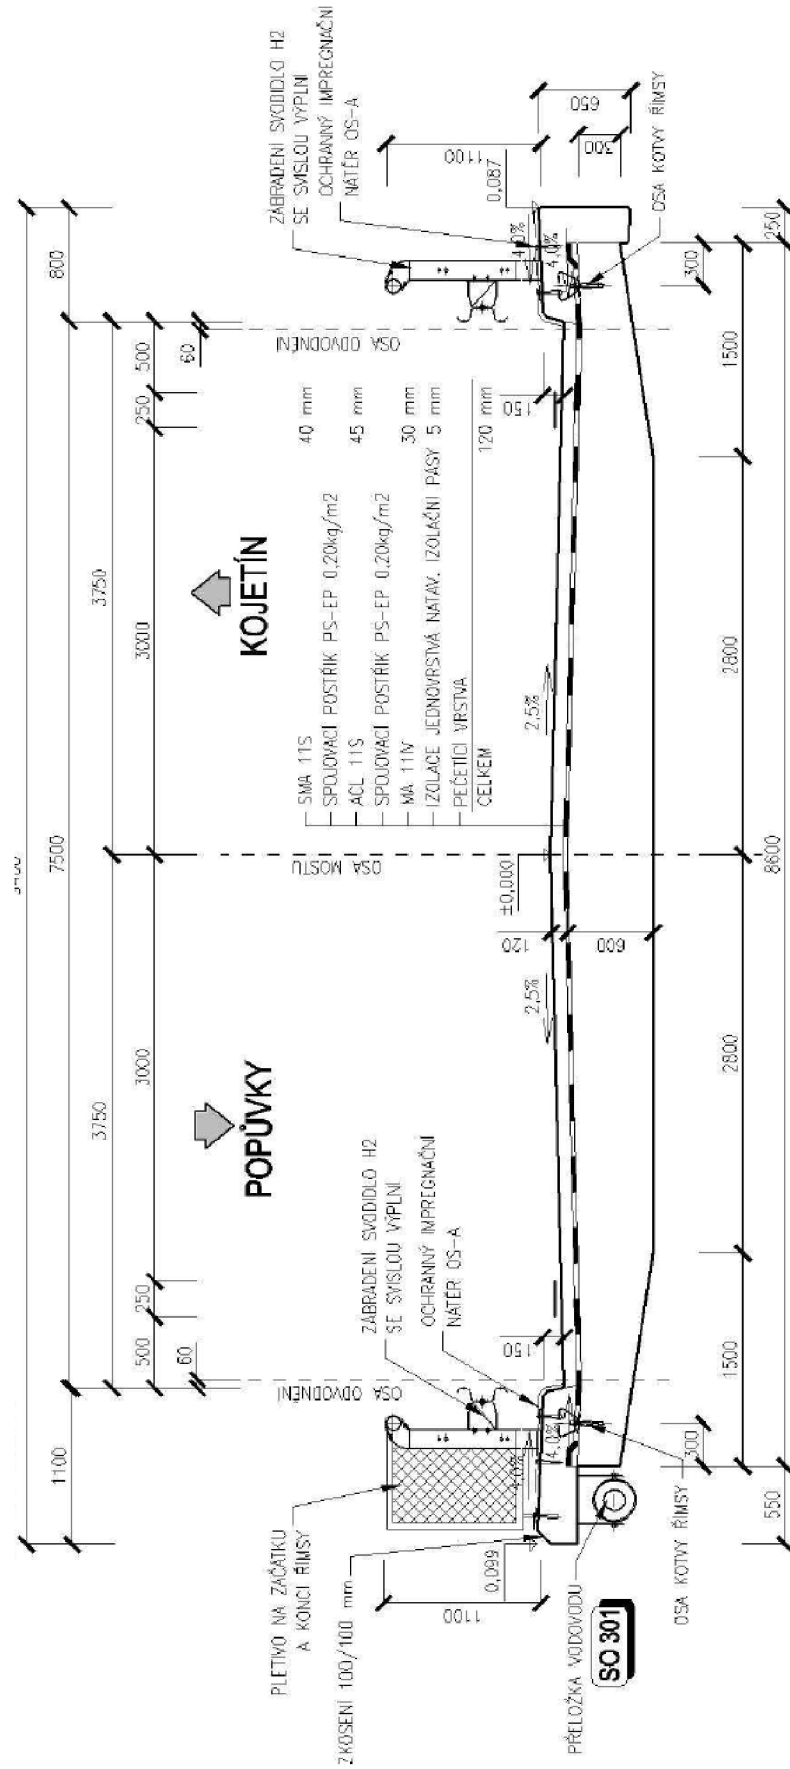 7500
1100
800
3750
3750
500
250
3000
3000
250
500
60
60
POPŮVKY
KOJETÍN
PLETIVO NA ZAČÁTKU
A KONCI ŘÍMSY
ZKOSENÍ 100/100 mm
ZÁBRADENÍ SVODIDLO H2
SE SVISLOU VÝPLNÍ
OCHRANNÝ IMPREGNAČNÍ
NÁTĚR OS-A
ZÁBRADENÍ SVODIDLO H2
SE SVISLOU VÝPLNÍ
OCHRANNÝ IMPREGNAČNÍ
NÁTĚR OS-A
OSA ODVODNĚNÍ
OSA MOSTU
OSA ODVODNĚNÍ
SMA 11S 40 mm
SPOJOVACÍ POSTŘIK PS-EP 0,20kg/m2
ACL 11S 45 mm
SPOJOVACÍ POSTŘIK PS-EP 0,20kg/m2
MA 11IV 30 mm
IZOLACE JEDNOVRSTVÁ NATAV. IZOLAČNÍ PÁSY 5 mm
PEČETÍCÍ VRSTVA
CELKEM 120 mm
1100
0,099
4,0%
4,0%
150
2,5%
120
±0,000
2,5%
150
4,0%
4,0%
0,087
1100
650
300
600
PŘELOŽKA VODOVODU
SO 301
OSA KOTVY ŘÍMSY
OSA KOTVY ŘÍMSY
300
300
1500
2800
2800
1500
550
8600
250